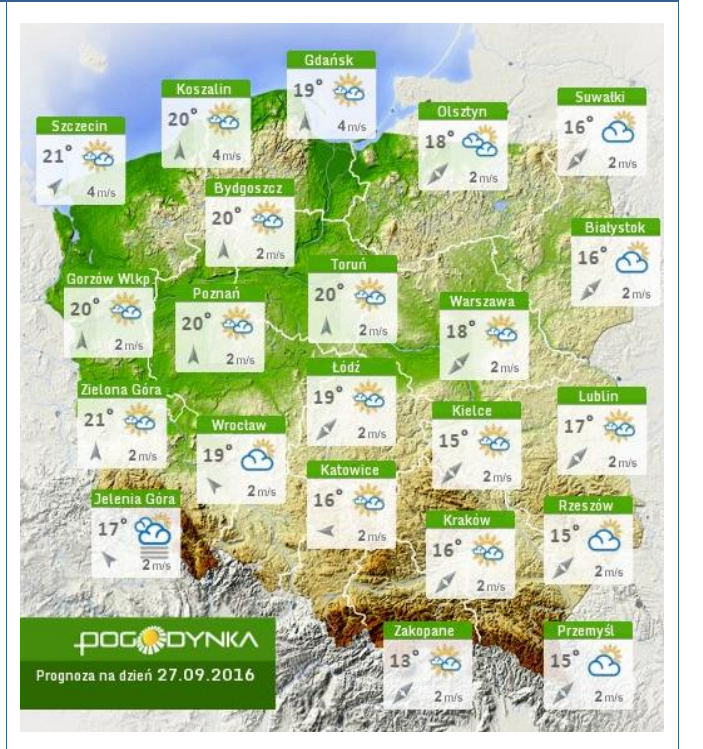 Gdańsk
19°
4 m/s
Koszalin
20°
4 m/s
Suwałki
16°
2 m/s
Olsztyn
18°
2 m/s
Szczecin
21°
4 m/s
Bydgoszcz
20°
2 m/s
Białystok
16°
2 m/s
Toruń
20°
2 m/s
Gorzów Wlkp.
20°
2 m/s
Poznań
20°
2 m/s
Warszawa
18°
2 m/s
Łódź
19°
2 m/s
Zielona Góra
21°
2 m/s
Lublin
17°
2 m/s
Kielce
15°
2 m/s
Wrocław
19°
2 m/s
Katowice
16°
2 m/s
Jelenia Góra
17°
2 m/s
Rzeszów
15°
2 m/s
Kraków
16°
2 m/s
Zakopane
13°
2 m/s
Przemyśl
15°
2 m/s
POGODYNKA
Prognoza na dzień 27.09.2016